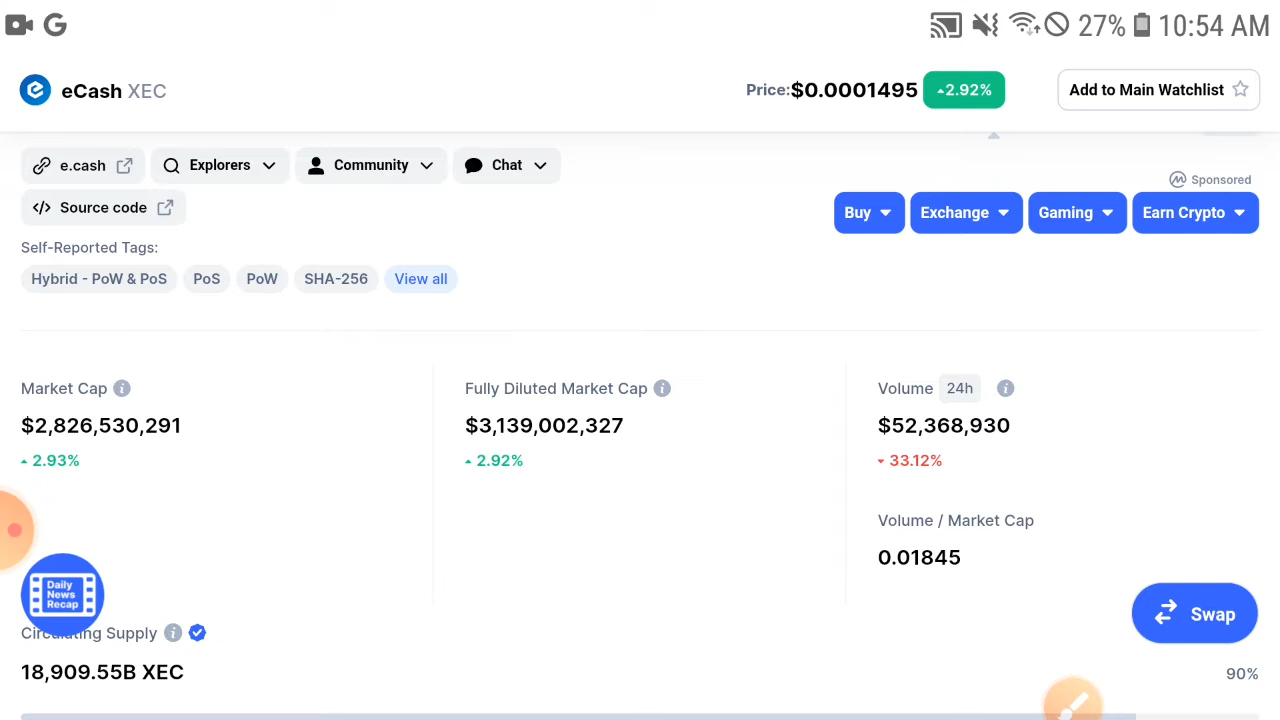 27% 10:54 AM
eCash XEC
Price:$0.0001495 2.92%
Add to Main Watchlist
e.cash
Explorers
Community
Chat
Source code
Sponsored
Buy
Exchange
Gaming
Earn Crypto
Self-Reported Tags:
Hybrid - PoW & PoS
PoS
PoW
SHA-256
View all
Market Cap
$2,826,530,291
2.93%
Fully Diluted Market Cap
$3,139,002,327
2.92%
Volume 24h
$52,368,930
33.12%
Volume / Market Cap
0.01845
Daily
News
Recap
Circulating Supply
18,909.55B XEC
90%
Swap